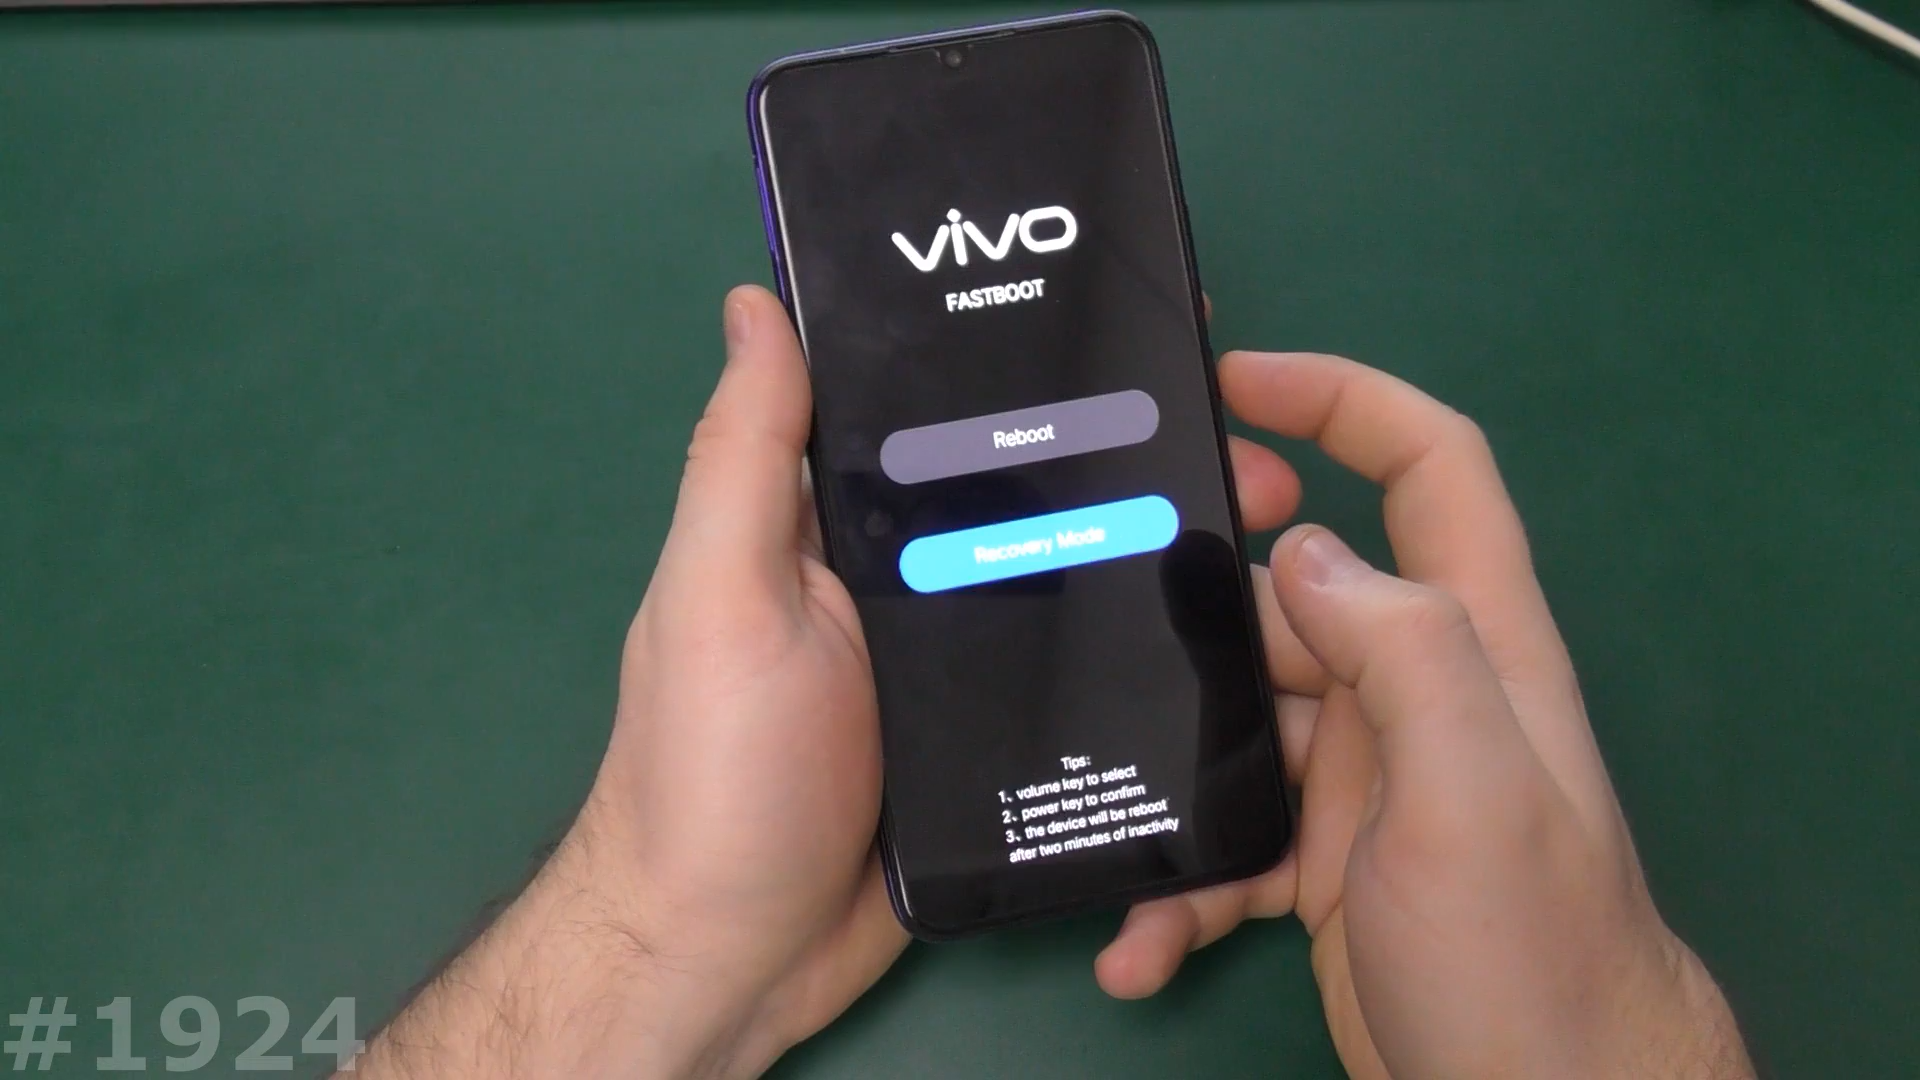 vivo
FASTBOOT
Reboot
Recovery Mode
Tips:
1、volume key to select
2、power key to confirm
3、the device will be reboot
after two minutes of inactivity
#1924